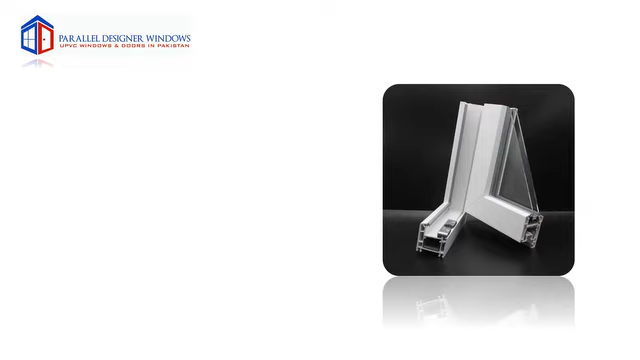 PARALLEL DESIGNER WINDOWS
UPVC WINDOWS & DOORS IN PAKISTAN